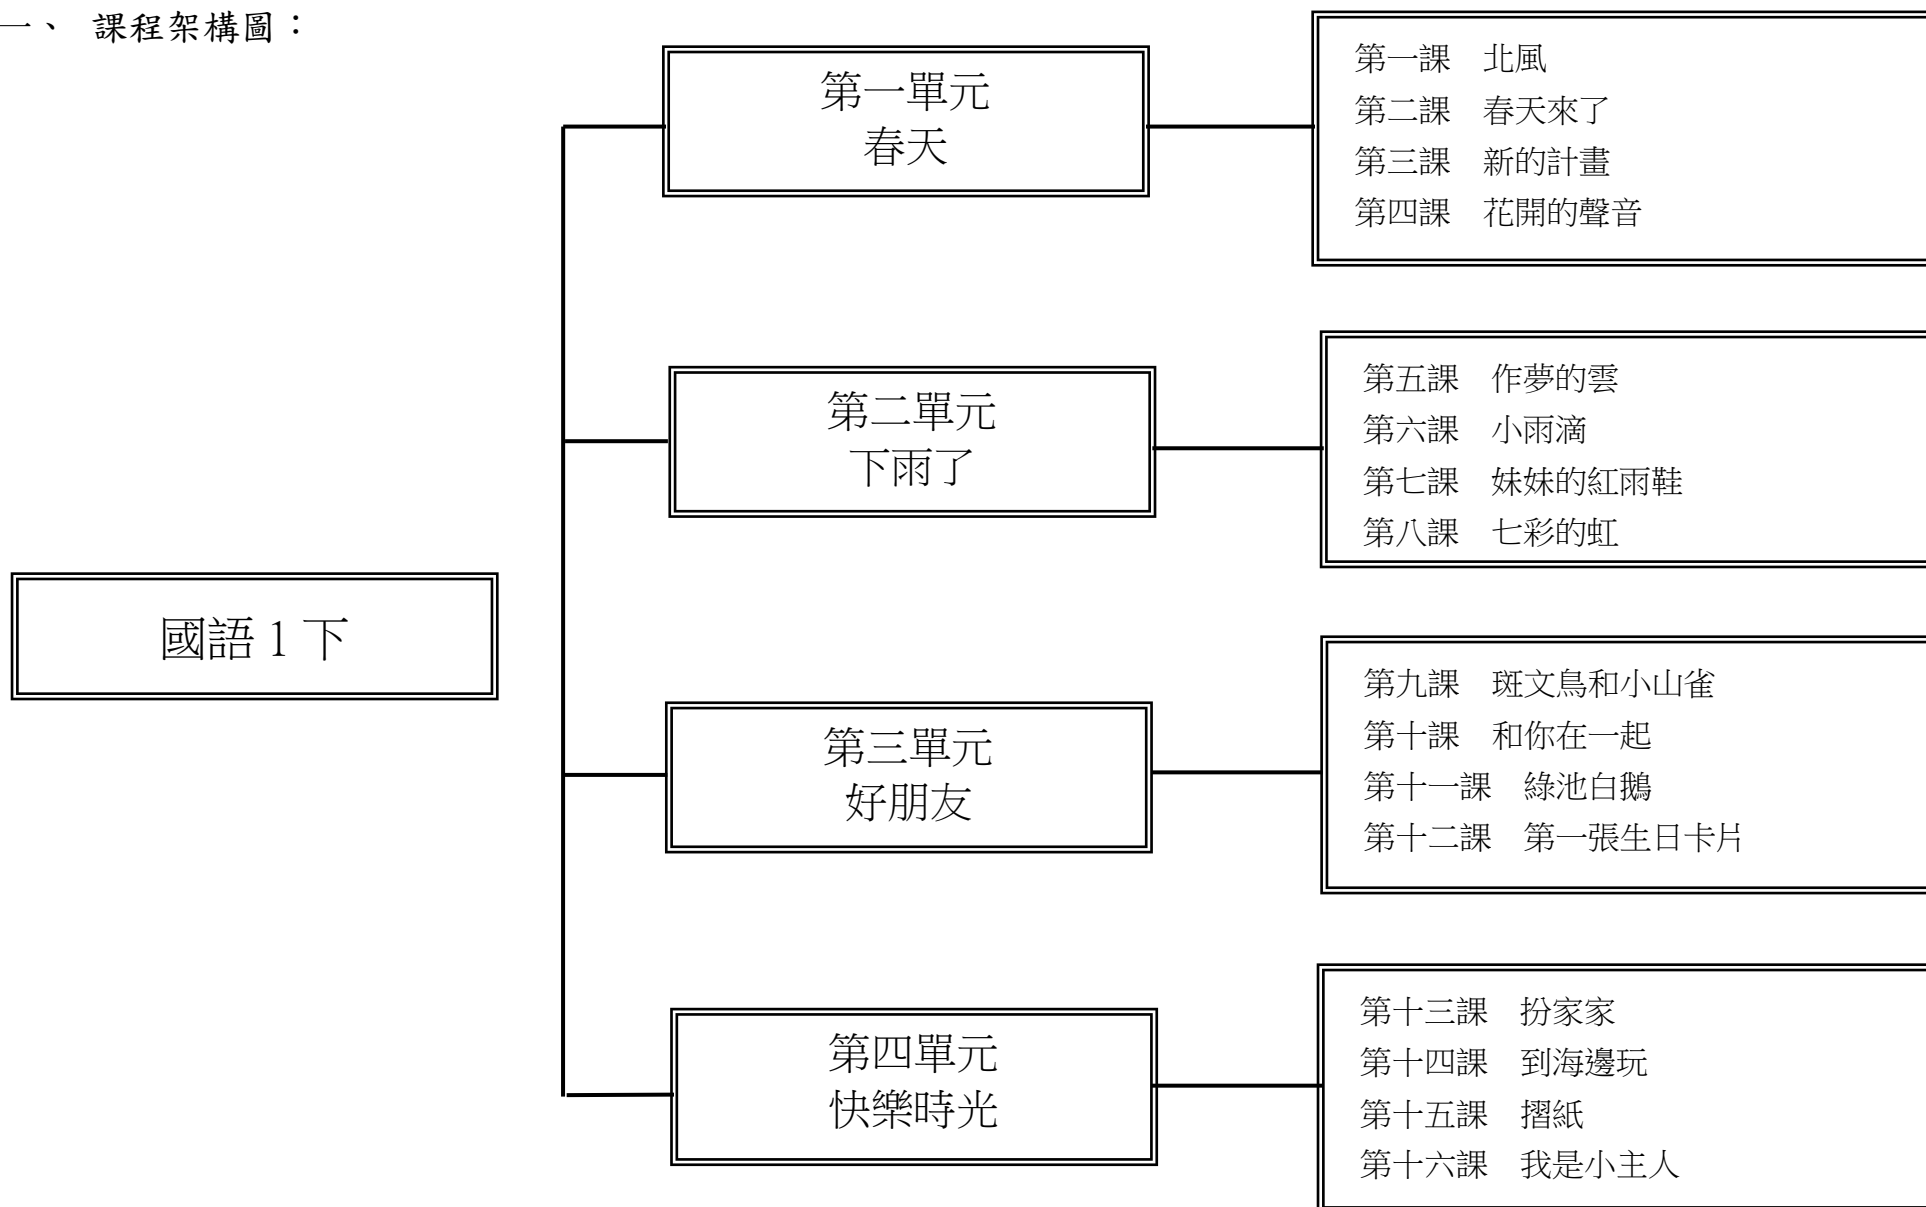 一、 課程架構圖：
國語 1 下
第一單元
春天
第一課　北風
第二課　春天來了
第三課　新的計畫
第四課　花開的聲音
第二單元
下雨了
第五課　作夢的雲
第六課　小雨滴
第七課　妹妹的紅雨鞋
第八課　七彩的虹
第三單元
好朋友
第九課　斑文鳥和小山雀
第十課　和你在一起
第十一課　綠池白鵝
第十二課　第一張生日卡片
第四單元
快樂時光
第十三課　扮家家
第十四課　到海邊玩
第十五課　摺紙
第十六課　我是小主人